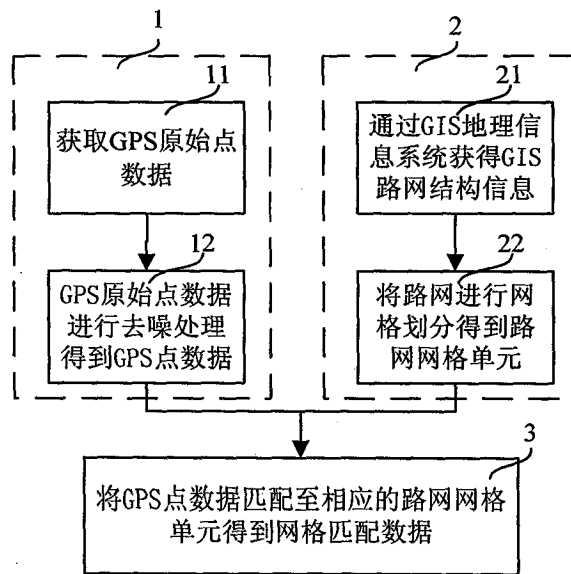 1
2
11
获取GPS原始点
数据
21
通过GIS地理信
息系统获得GIS
路网结构信息
12
GPS原始点数据
进行去噪处理
得到GPS点数据
22
将路网进行网
格划分得到路
网网格单元
3
将GPS点数据匹配至相应的路网网格
单元得到网格匹配数据